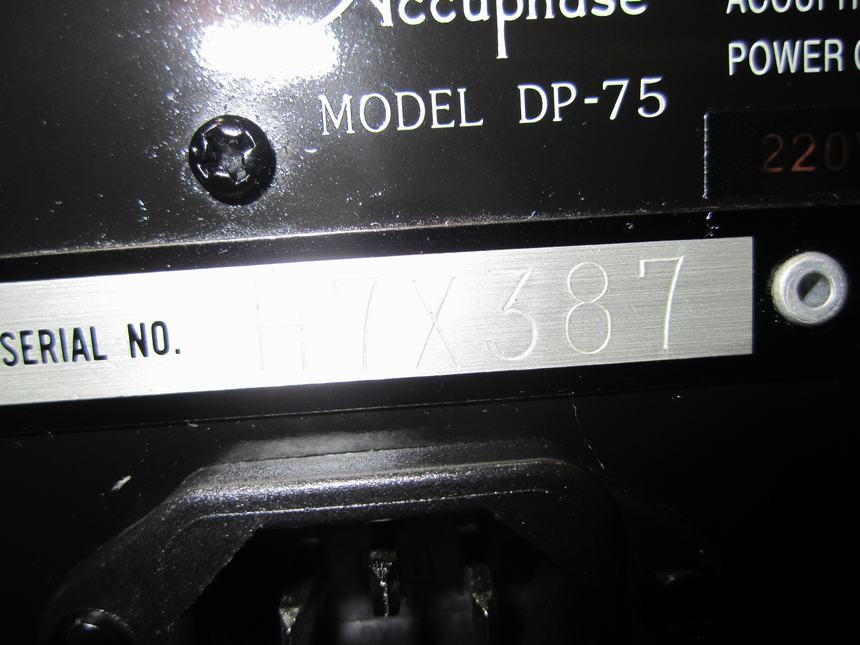 Accuphase
MODEL DP-75
POWER
220
SERIAL NO. H7X387